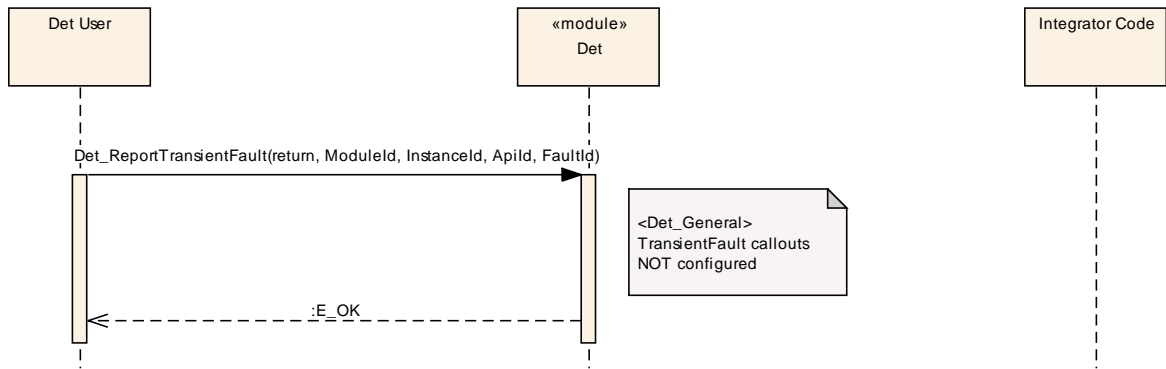 Det User
«module»
Det
Integrator Code
Det_ReportTransientFault(return, ModuleId, InstanceId, ApiId, FaultId)
<Det_General>
TransientFault callouts
NOT configured
:E_OK